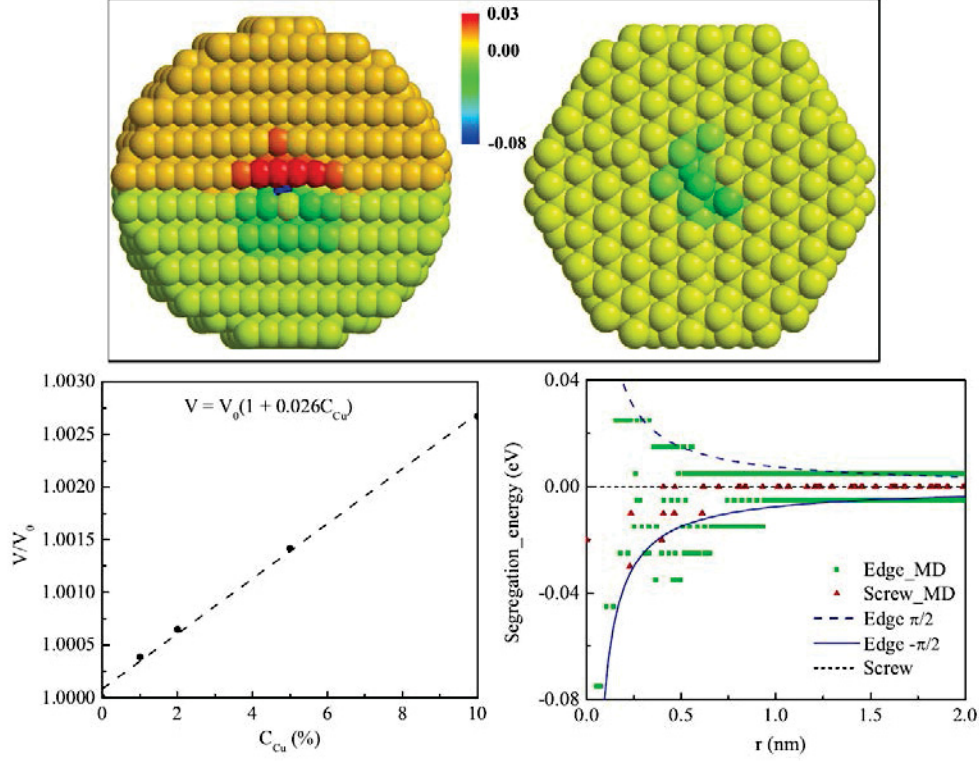 0.03
0.00
-0.08
V = V₀(1 + 0.026C_Cu)
V/V₀
1.0030
1.0025
1.0020
1.0015
1.0010
1.0005
1.0000
0
2
4
6
8
10
C_Cu (%)
Segregation_energy (eV)
0.04
0.00
-0.04
-0.08
Edge_MD
Screw_MD
Edge π/2
Edge -π/2
Screw
0.0
0.5
1.0
1.5
2.0
r (nm)